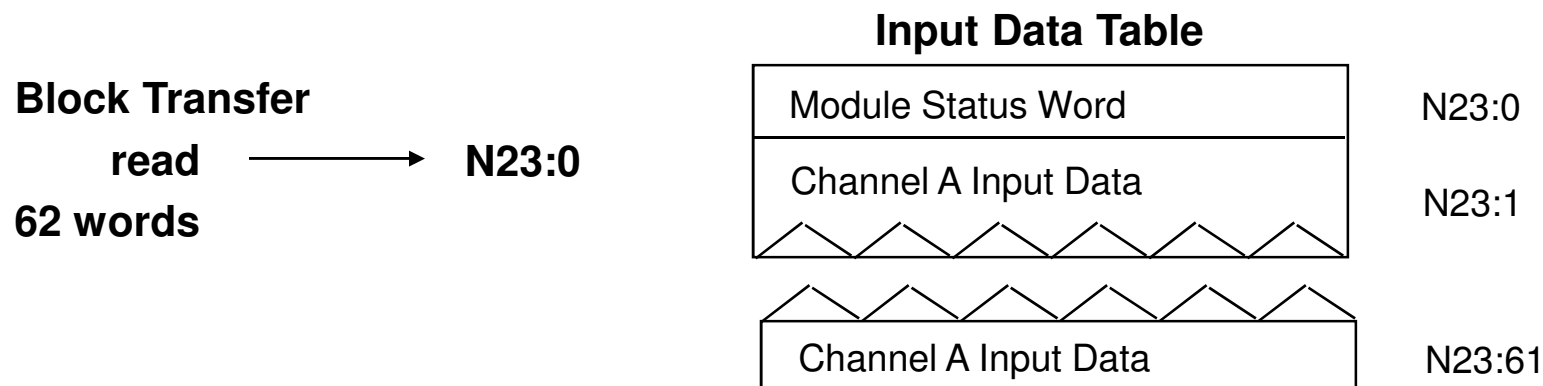 Input Data Table
Block Transfer
read N23:0
62 words
Module Status Word N23:0
Channel A Input Data N23:1
Channel A Input Data N23:61